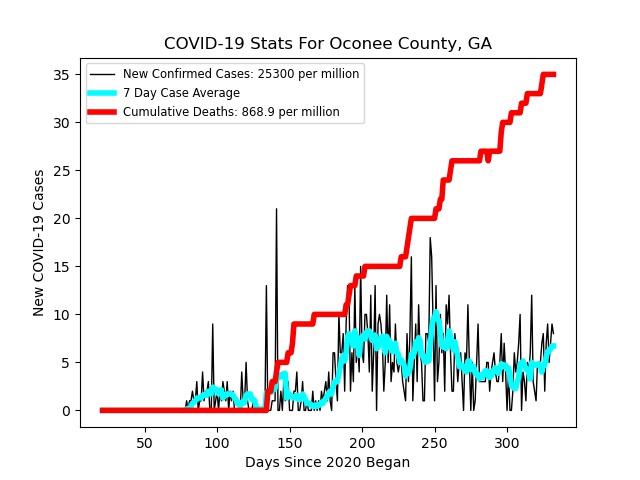 COVID-19 Stats For Oconee County, GA
New Confirmed Cases: 25300 per million
7 Day Case Average
Cumulative Deaths: 868.9 per million
New COVID-19 Cases
35
30
25
20
15
10
5
0
50 100 150 200 250 300
Days Since 2020 Began